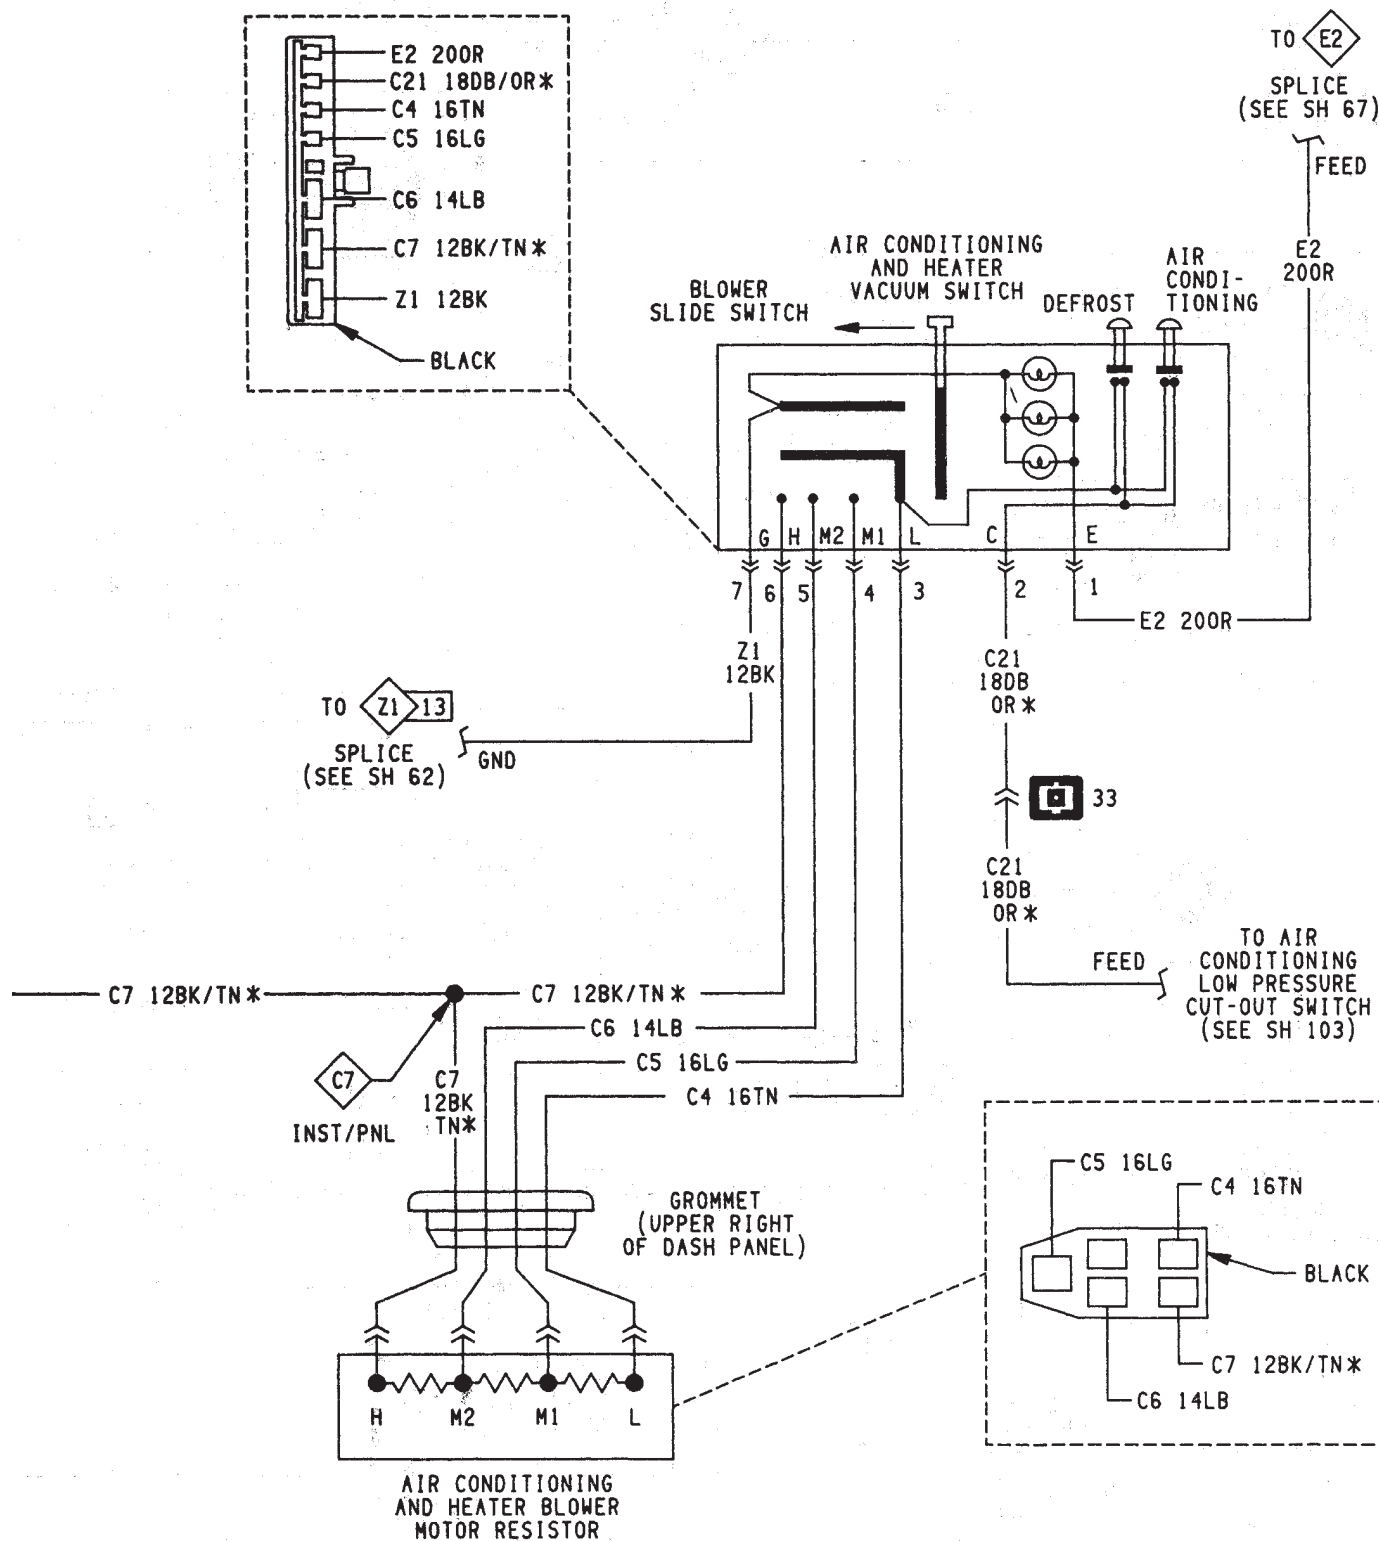 E2 200R
C21 18DB/OR*
C4 16TN
C5 16LG
C6 14LB
C7 12BK/TN*
Z1 12BK
BLACK
TO E2
SPLICE
(SEE SH 67)
FEED
E2
200R
BLOWER
SLIDE SWITCH
AIR CONDITIONING
AND HEATER
VACUUM SWITCH
DEFROST
AIR
CONDI-
TIONING
G H M2 M1 L C E
7 6 5 4 3 2 1
E2 200R
Z1
12BK
C21
18DB
OR*
TO Z1 13
SPLICE
(SEE SH 62)
GND
33
C21
18DB
OR*
FEED
TO AIR
CONDITIONING
LOW PRESSURE
CUT-OUT SWITCH
(SEE SH 103)
C7 12BK/TN*
C7 12BK/TN*
C6 14LB
C5 16LG
C4 16TN
C7
INST/PNL
C7
12BK
TN*
GROMMET
(UPPER RIGHT
OF DASH PANEL)
C5 16LG
C4 16TN
BLACK
C7 12BK/TN*
C6 14LB
H M2 M1 L
AIR CONDITIONING
AND HEATER BLOWER
MOTOR RESISTOR